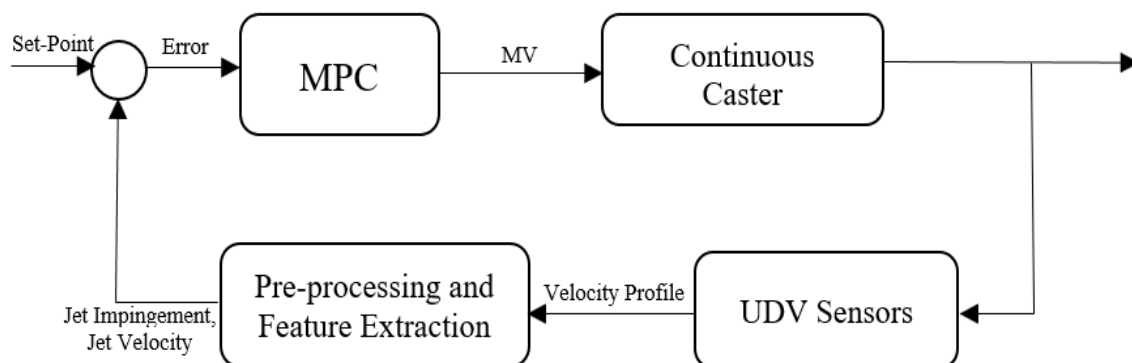 Set-Point
Error
MPC
MV
Continuous
Caster
Jet Impingement,
Jet Velocity
Pre-processing and
Feature Extraction
Velocity Profile
UDV Sensors